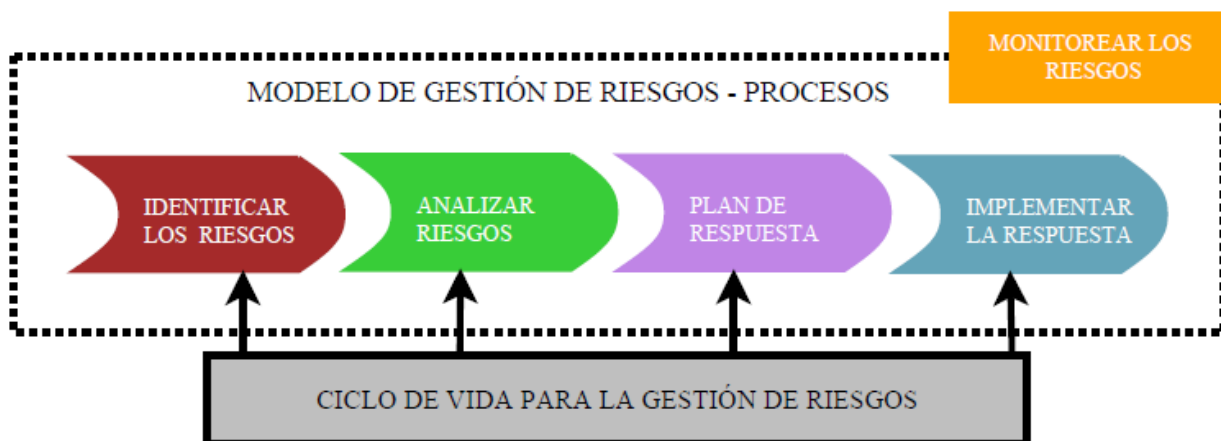 MONITOREAR LOS
RIESGOS
MODELO DE GESTIÓN DE RIESGOS - PROCESOS
IDENTIFICAR
LOS RIESGOS
ANALIZAR
RIESGOS
PLAN DE
RESPUESTA
IMPLEMENTAR
LA RESPUESTA
CICLO DE VIDA PARA LA GESTIÓN DE RIESGOS